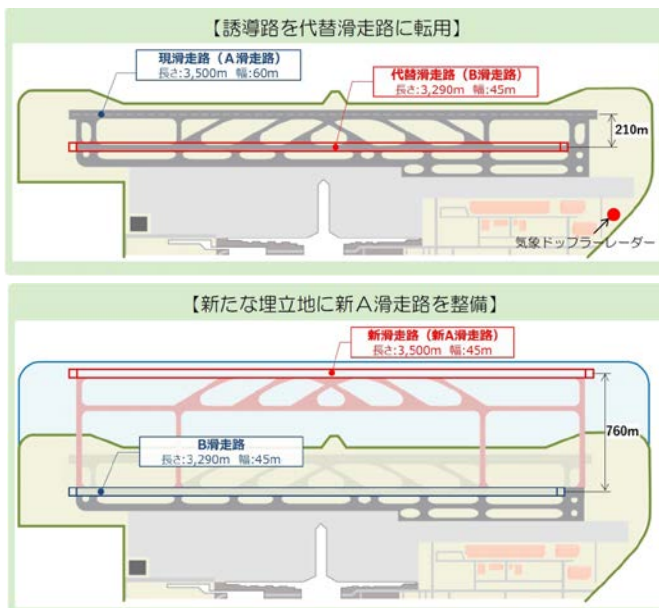 【誘導路を代替滑走路に転用】
現滑走路（A滑走路）
長さ:3,500m 幅:60m
代替滑走路（B滑走路）
長さ:3,290m 幅:45m
210m
気象ドップラーレーダー
【新たな埋立地に新A滑走路を整備】
新滑走路（新A滑走路）
長さ:3,500m 幅:45m
760m
B滑走路
長さ:3,290m 幅:45m